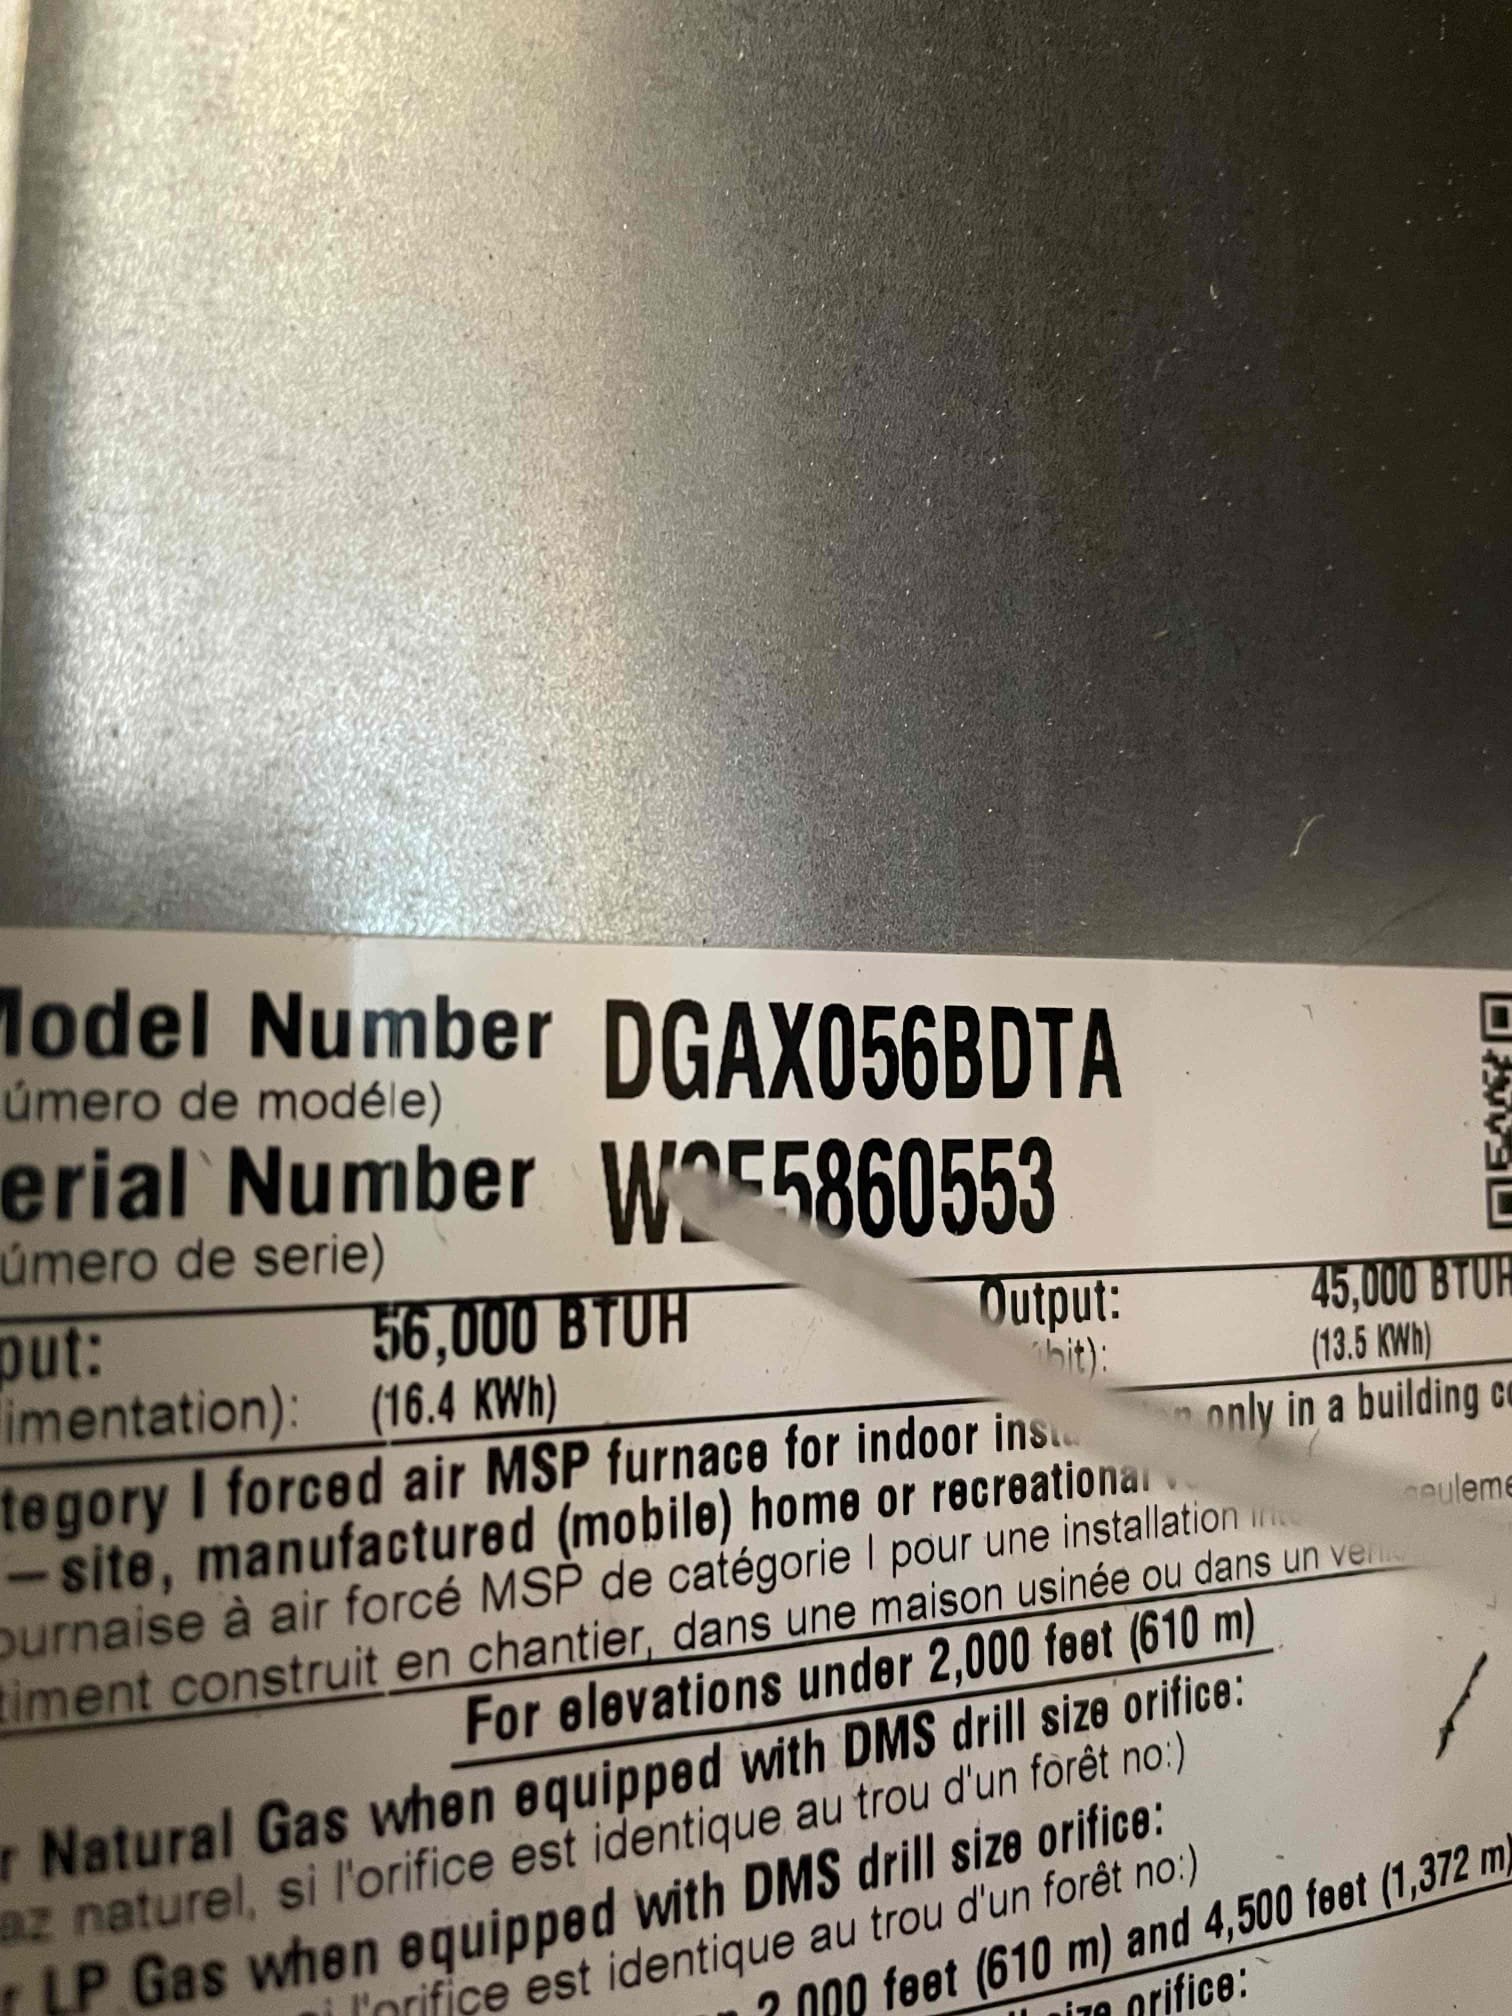 Model Number DGAX056BDTA
úmero de modéle)
erial Number 5860553
úmero de serie)
put: 56,000 BTUH Output: 45,000 BTUH
imentation): (16.4 KWh) (13.5 KWh)
tegory I forced air MSP furnace for indoor only in a building
– site, manufactured (mobile) home or recreational
ournaise à air forcé MSP de catégorie I pour une installation
timent construit en chantier, dans une maison usinée ou dans un
For elevations under 2,000 feet (610 m)
r Natural Gas when equipped with DMS drill size orifice:
az naturel, si l'orifice est identique au trou d'un forêt no:)
r LP Gas when equipped with DMS drill size orifice:
l'orifice est identique au trou d'un forêt no:)
2,000 feet (610 m) and 4,500 feet (1,372 m)
orifice: